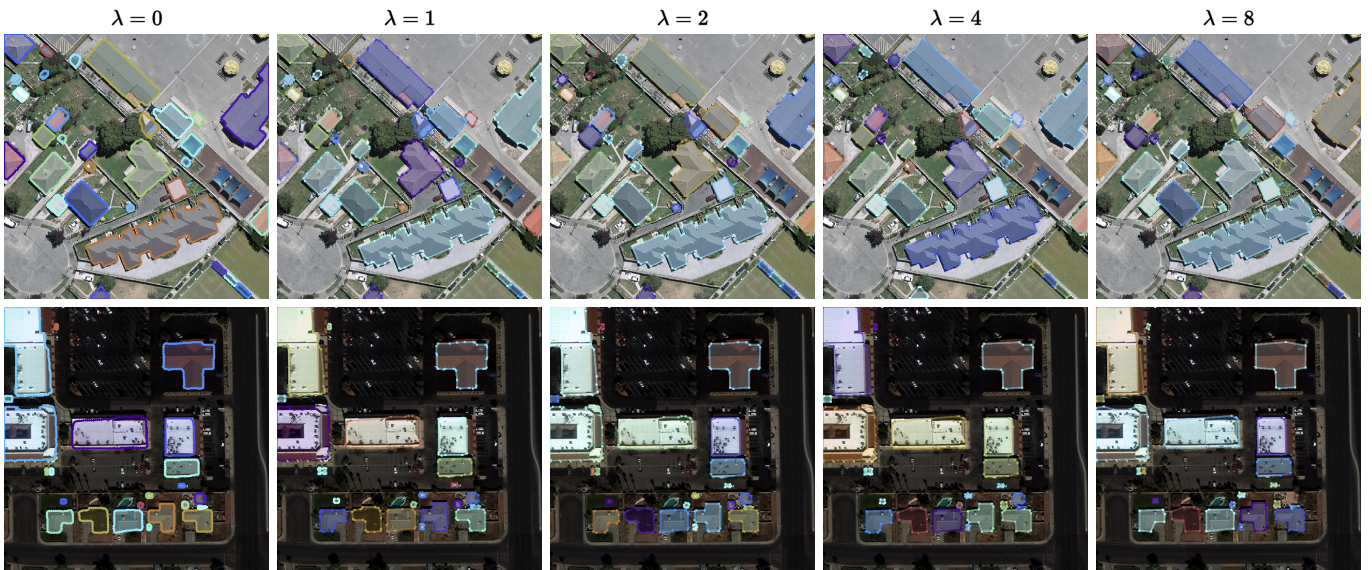 λ = 0
λ = 1
λ = 2
λ = 4
λ = 8